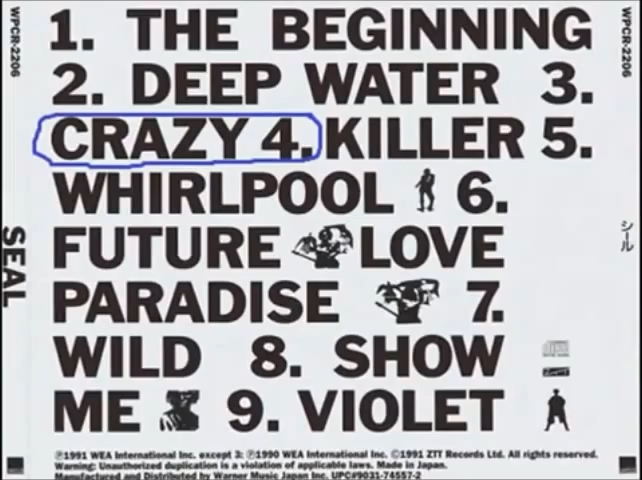 WPCR-2206
WPCR-2206
1. THE BEGINNING
2. DEEP WATER 3.
CRAZY 4. KILLER 5.
WHIRLPOOL 6.
FUTURE LOVE
PARADISE 7.
WILD 8. SHOW
ME 9. VIOLET
SEAL
シール
℗1991 WEA International Inc. except 3: ℗1990 WEA International Inc. ©1991 ZTT Records Ltd. All rights reserved.
Warning: Unauthorized duplication is a violation of applicable laws. Made in Japan.
Manufactured and Distributed by Warner Music Japan Inc. UPC#9031-74557-2